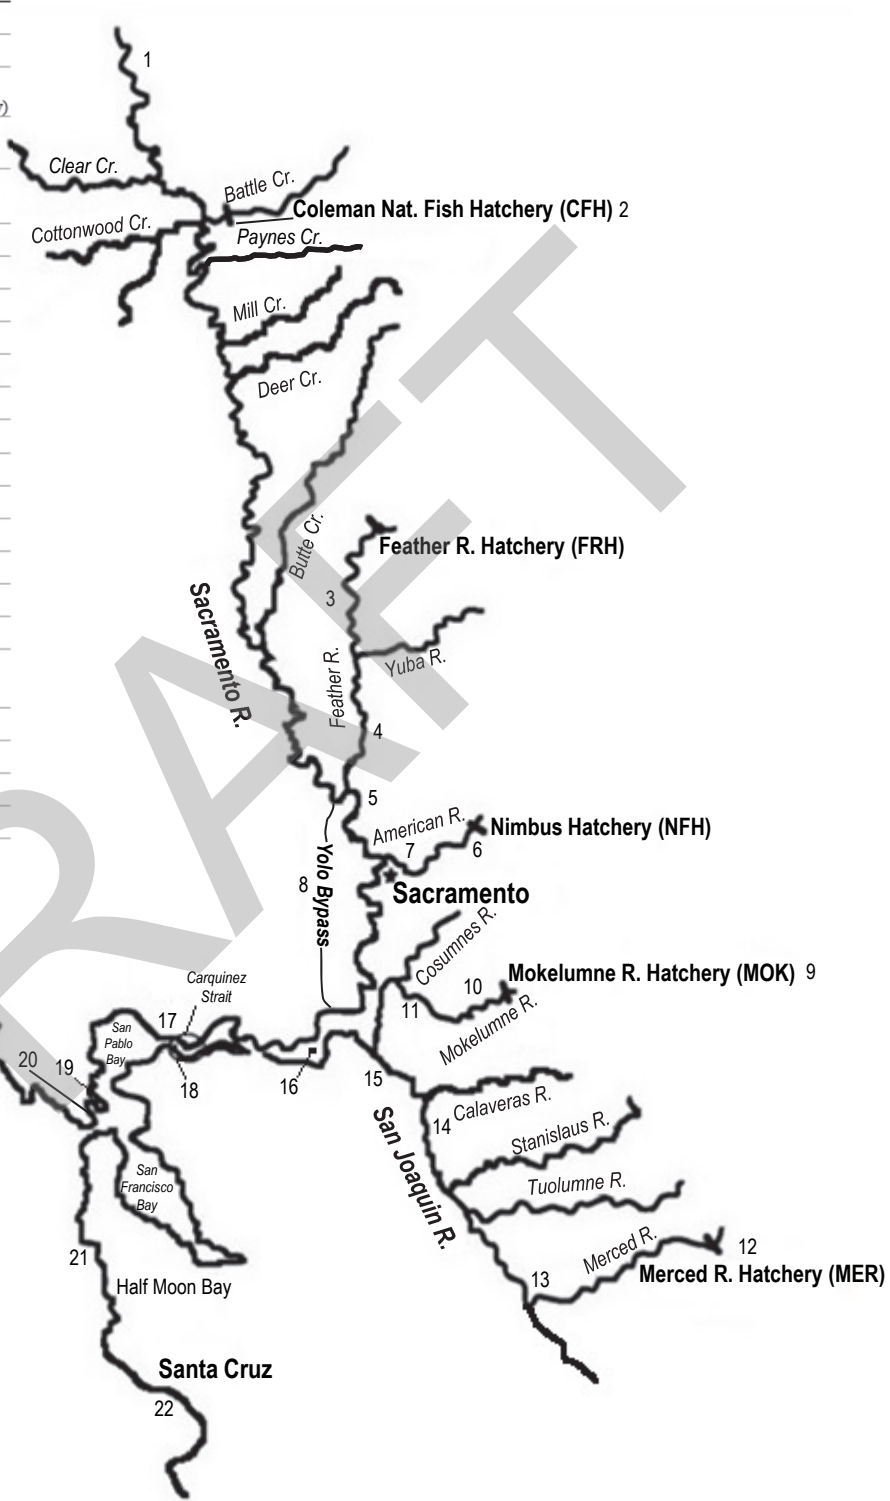 1
Clear Cr.
Battle Cr.
Coleman Nat. Fish Hatchery (CFH) 2
Cottonwood Cr.
Paynes Cr.
Mill Cr.
Deer Cr.
Butte Cr.
Feather R. Hatchery (FRH)
3
Sacramento R.
Feather R.
Yuba R.
4
5
American R.
Nimbus Hatchery (NFH)
7
6
8
Yolo Bypass
Sacramento
Cosumnes R.
Mokelumne R. Hatchery (MOK) 9
10
11
Mokelumne R.
Carquinez
Strait
17
San
Pablo
Bay
20
19
18
16
15
Calaveras R.
14
San Joaquin R.
Stanislaus R.
Tuolumne R.
San
Francisco
Bay
Merced R.
12
Merced R. Hatchery (MER)
13
21
Half Moon Bay
Santa Cruz
22
RAFT